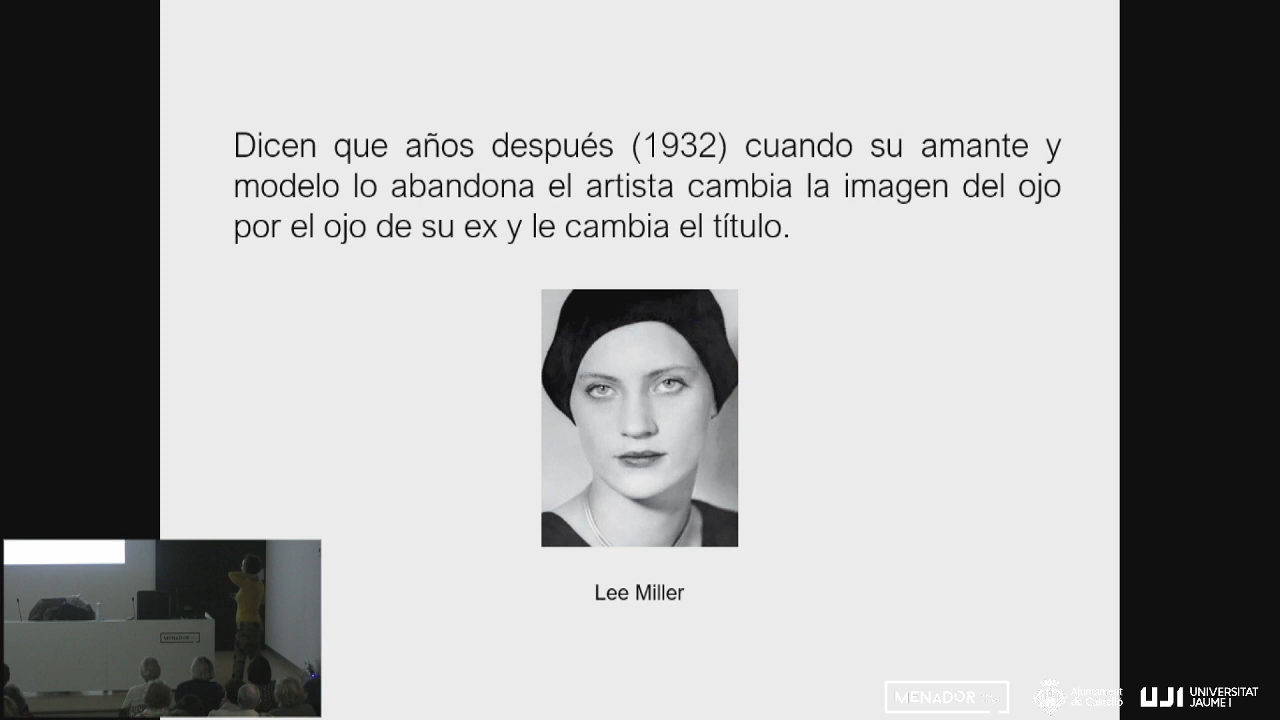 Dicen que años después (1932) cuando su amante y
modelo lo abandona el artista cambia la imagen del ojo
por el ojo de su ex y le cambia el título.
Lee Miller
MENADOR
MENADOR
Ajuntament
de Castelló
UJI UNIVERSITAT
JAUME I